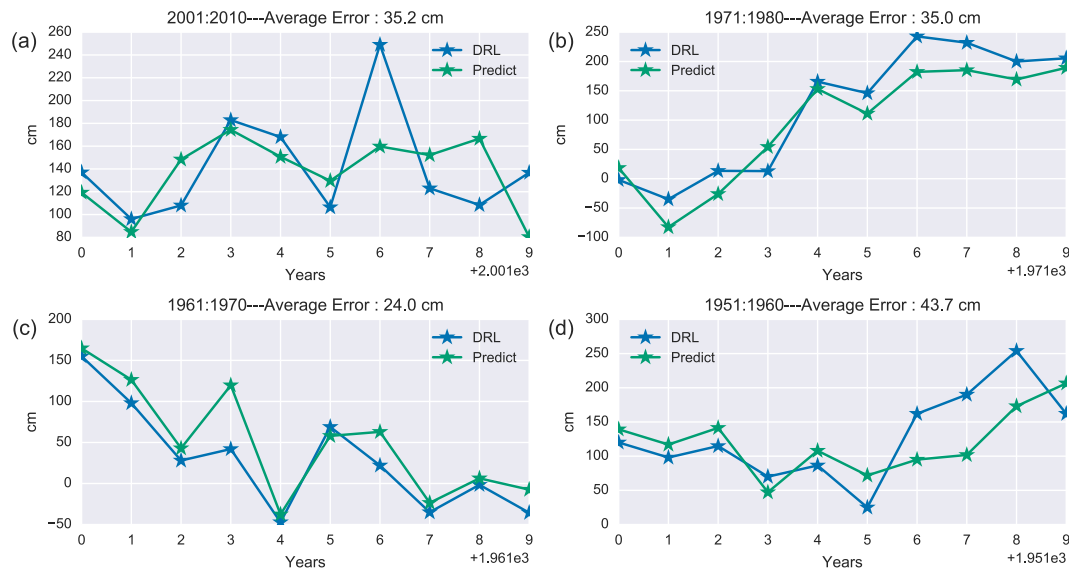 2001:2010---Average Error : 35.2 cm
(a)
260
240
220
200
180
160
140
120
100
80
cm
DRL
Predict
0 1 2 3 4 5 6 7 8 9
Years
+2.001e3
1971:1980---Average Error : 35.0 cm
(b)
250
200
150
100
50
0
−50
−100
cm
DRL
Predict
0 1 2 3 4 5 6 7 8 9
Years
+1.971e3
1961:1970---Average Error : 24.0 cm
(c)
200
150
100
50
0
−50
cm
DRL
Predict
0 1 2 3 4 5 6 7 8 9
Years
+1.961e3
1951:1960---Average Error : 43.7 cm
(d)
300
250
200
150
100
50
0
cm
DRL
Predict
0 1 2 3 4 5 6 7 8 9
Years
+1.951e3